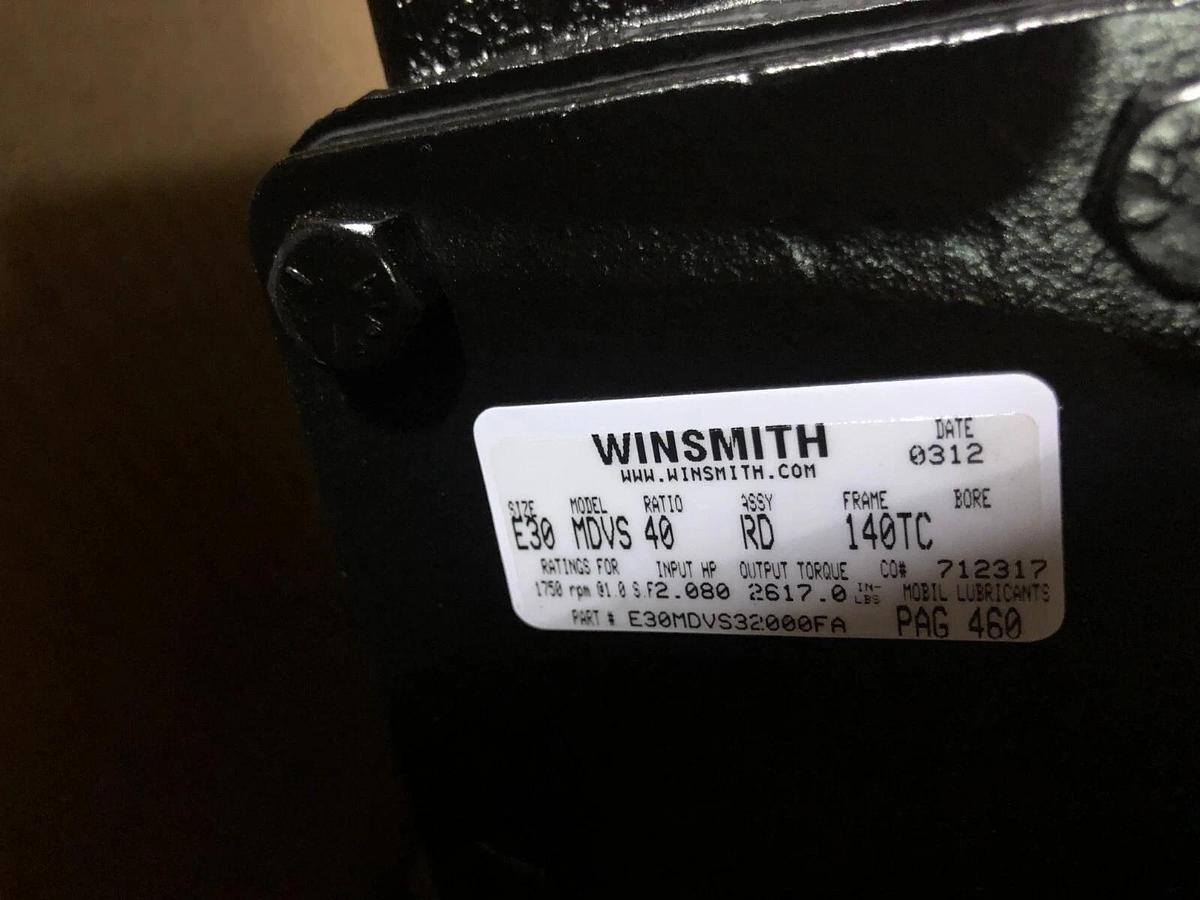 WINSMITH
WWW.WINSMITH.COM
DATE
0312
SIZE MODEL RATIO ASSY FRAME BORE
E30 MDVS 40 RD 140TC
RATINGS FOR INPUT HP OUTPUT TORQUE CO# 712317
1750 rpm @1.0 S.F 2.080 2617.0 IN-LBS MOBIL LUBRICANTS
PART # E30MDVS32000FA PAG 460